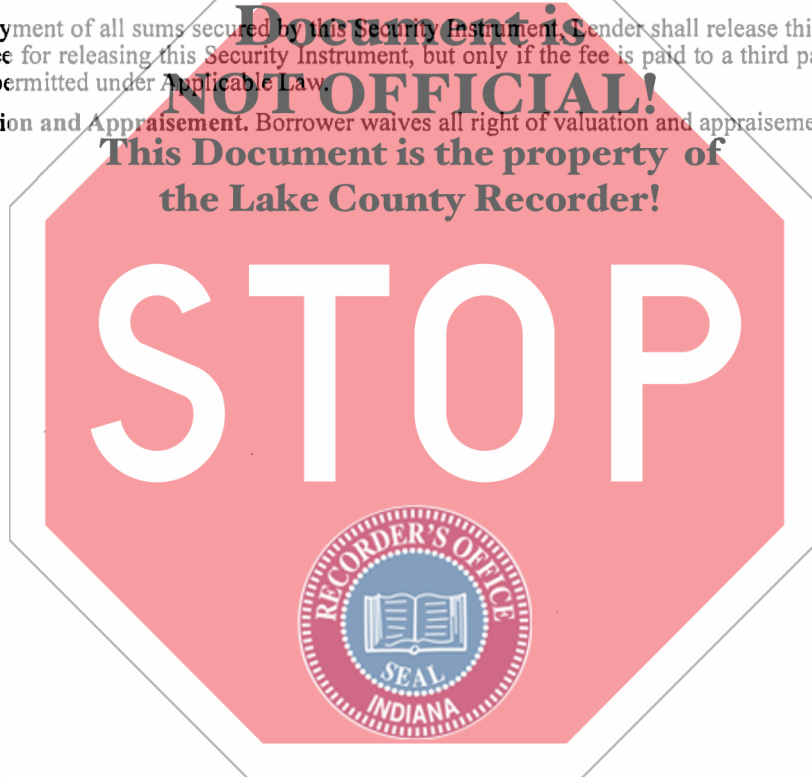 Document is
yment of all sums secured by this Security Instrument, Lender shall release thi
e for releasing this Security Instrument, but only if the fee is paid to a third pa
ermitted under Applicable Law.
NOT OFFICIAL!
ion and Appraisement. Borrower waives all right of valuation and appraiseme
This Document is the property of
the Lake County Recorder!
STOP
RECORDER'S OFFICE
SEAL
INDIANA